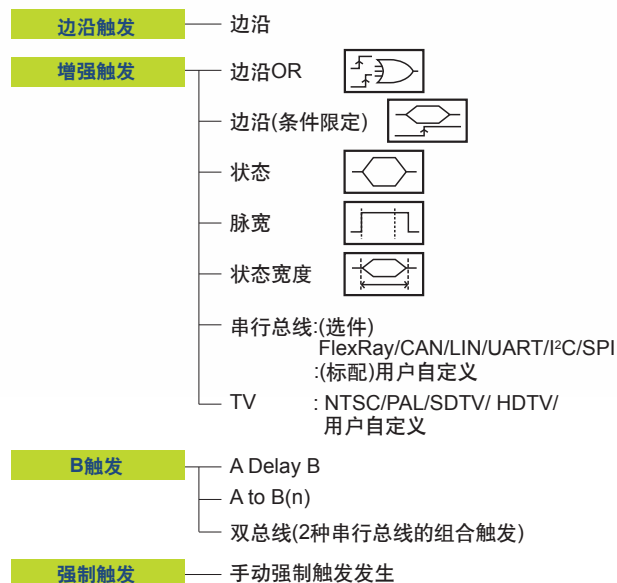 边沿触发 边沿
增强触发 边沿OR
边沿(条件限定)
状态
脉宽
状态宽度
串行总线:(选件)
FlexRay/CAN/LIN/UART/I²C/SPI
:(标配)用户自定义
TV : NTSC/PAL/SDTV/ HDTV/
用户自定义
B触发 A Delay B
A to B(n)
双总线(2种串行总线的组合触发)
强制触发 手动强制触发发生